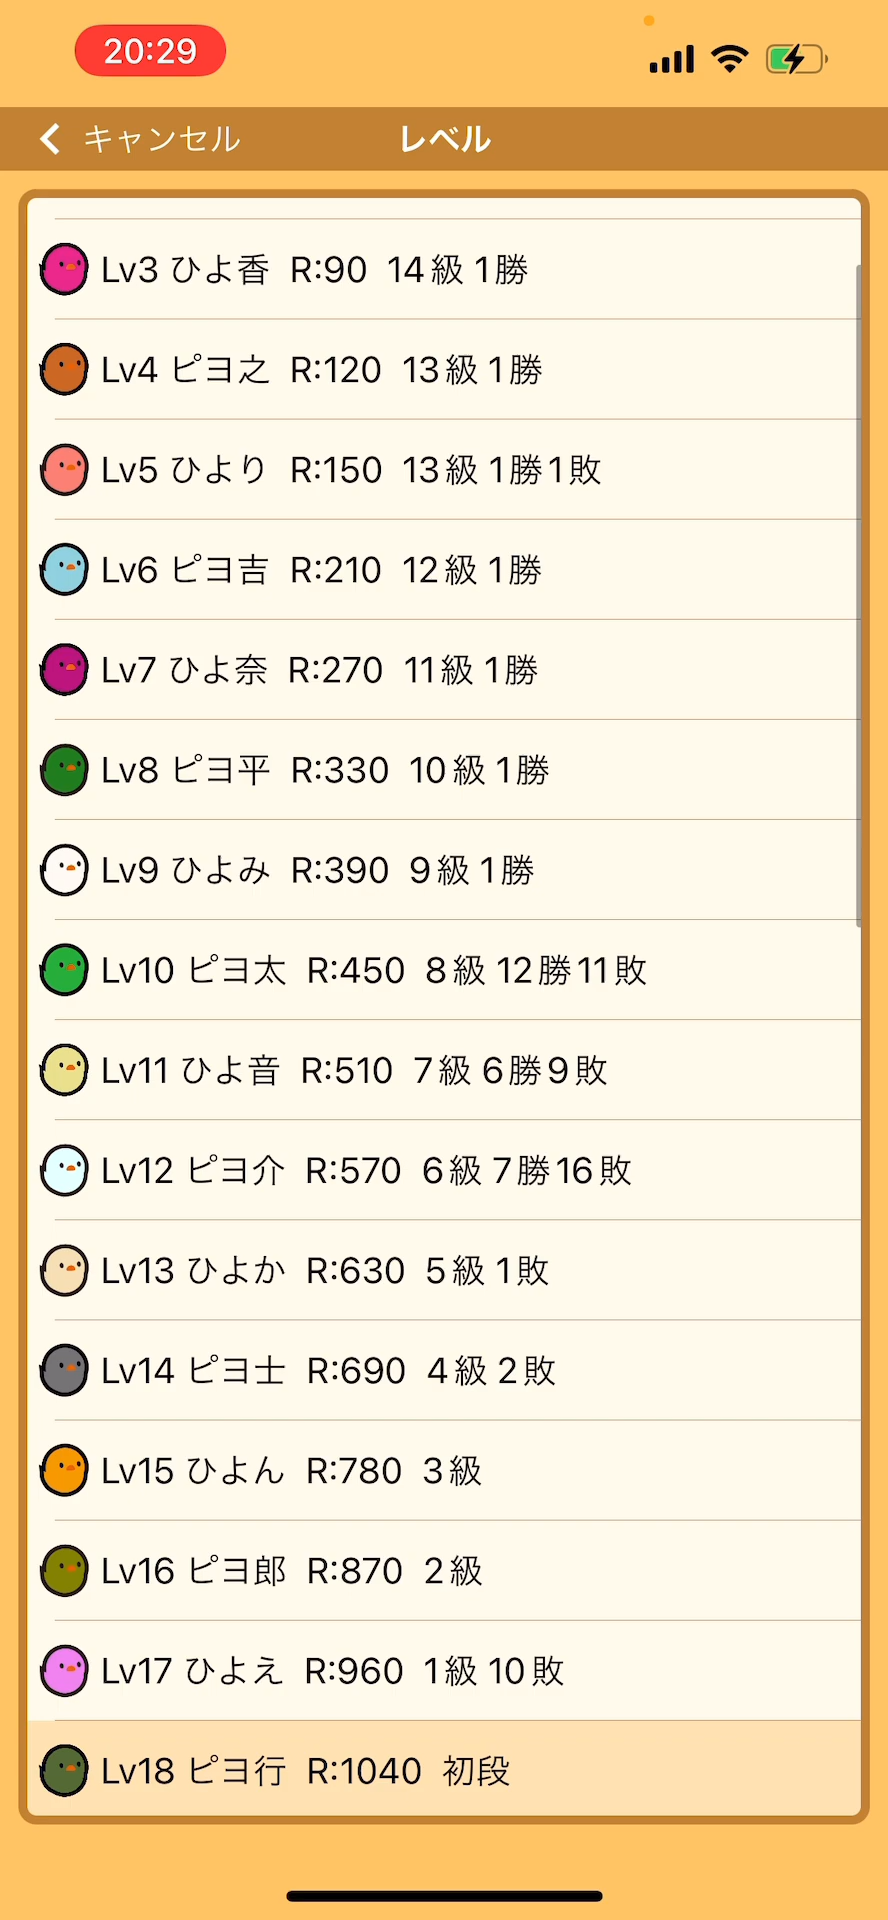 20:29
キャンセル
レベル
Lv3 ひよ香 R:90 14級 1勝
Lv4 ピヨ之 R:120 13級 1勝
Lv5 ひより R:150 13級 1勝1敗
Lv6 ピヨ吉 R:210 12級 1勝
Lv7 ひよ奈 R:270 11級 1勝
Lv8 ピヨ平 R:330 10級 1勝
Lv9 ひよみ R:390 9級 1勝
Lv10 ピヨ太 R:450 8級 12勝11敗
Lv11 ひよ音 R:510 7級 6勝9敗
Lv12 ピヨ介 R:570 6級 7勝16敗
Lv13 ひよか R:630 5級 1敗
Lv14 ピヨ士 R:690 4級 2敗
Lv15 ひよん R:780 3級
Lv16 ピヨ郎 R:870 2級
Lv17 ひよえ R:960 1級 10敗
Lv18 ピヨ行 R:1040 初段